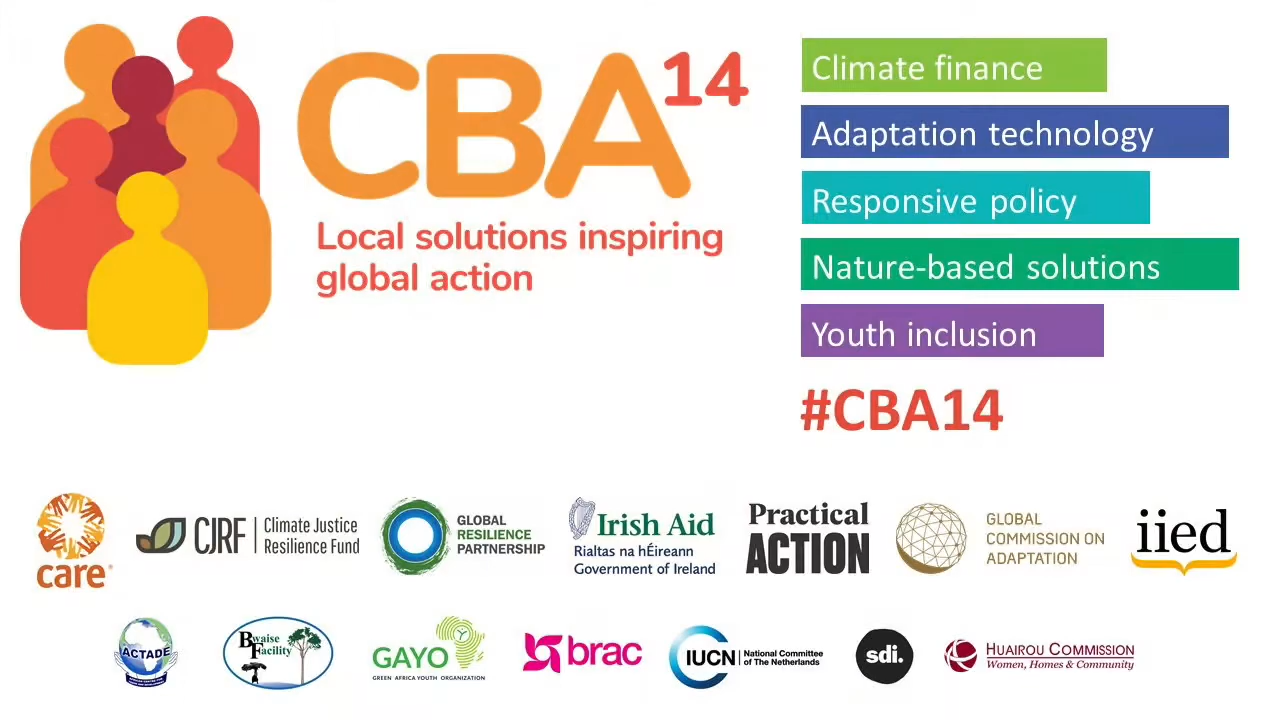 CBA14
Local solutions inspiring
global action
Climate finance
Adaptation technology
Responsive policy
Nature-based solutions
Youth inclusion
#CBA14
care
CJRF
Climate Justice
Resilience Fund
GLOBAL
RESILIENCE
PARTNERSHIP
Irish Aid
Rialtas na hÉireann
Government of Ireland
Practical
ACTION
GLOBAL
COMMISSION ON
ADAPTATION
iied
ACTADE
Bwaise
Facility
GAYO
GREEN AFRICA YOUTH ORGANIZATION
brac
IUCN
National Committee
of The Netherlands
sdi.
HUAIROU COMMISSION
Women, Homes & Community